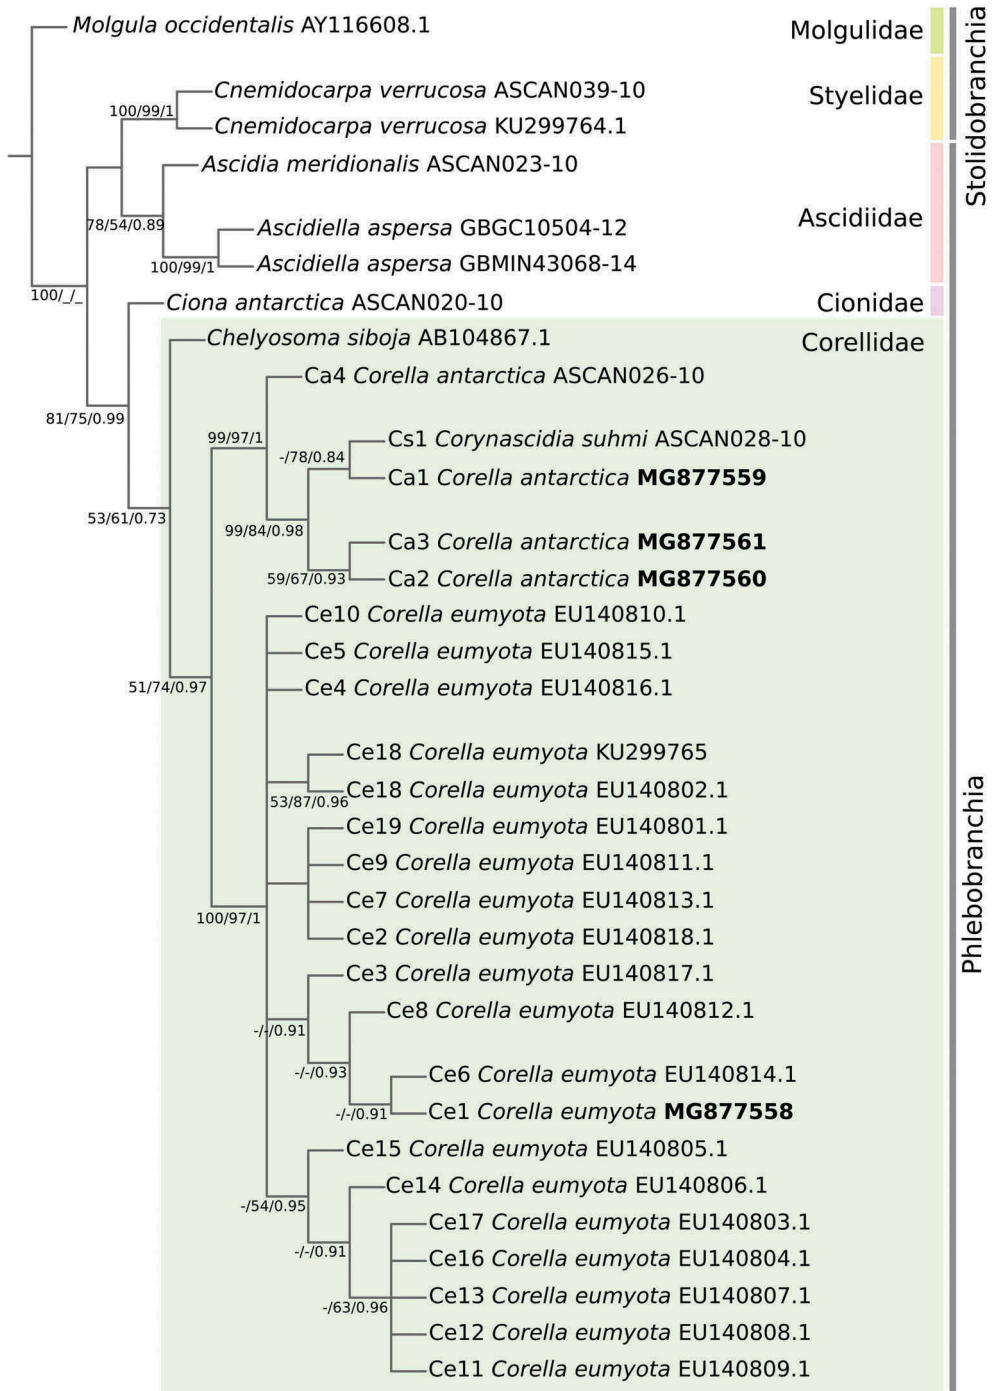 Molgula occidentalis AY116608.1
Molgulidae
Stolidobranchia
Cnemidocarpa verrucosa ASCAN039-10
Styelidae
100/99/1
Cnemidocarpa verrucosa KU299764.1
Ascidia meridionalis ASCAN023-10
Ascidiidae
78/54/0.89
Ascidiella aspersa GBGC10504-12
100/99/1
Ascidiella aspersa GBMIN43068-14
100/_/_
Ciona antarctica ASCAN020-10
Cionidae
Chelyosoma siboja AB104867.1
Corellidae
Ca4 Corella antarctica ASCAN026-10
81/75/0.99
99/97/1
Cs1 Corynascidia suhmi ASCAN028-10
-/78/0.84
Ca1 Corella antarctica MG877559
53/61/0.73
99/84/0.98
Ca3 Corella antarctica MG877561
59/67/0.93
Ca2 Corella antarctica MG877560
Ce10 Corella eumyota EU140810.1
Ce5 Corella eumyota EU140815.1
51/74/0.97
Ce4 Corella eumyota EU140816.1
Ce18 Corella eumyota KU299765
53/87/0.96
Ce18 Corella eumyota EU140802.1
Ce19 Corella eumyota EU140801.1
Ce9 Corella eumyota EU140811.1
Phlebobranchia
Ce7 Corella eumyota EU140813.1
100/97/1
Ce2 Corella eumyota EU140818.1
Ce3 Corella eumyota EU140817.1
-/-/0.91
Ce8 Corella eumyota EU140812.1
-/-/0.93
Ce6 Corella eumyota EU140814.1
-/-/0.91
Ce1 Corella eumyota MG877558
Ce15 Corella eumyota EU140805.1
-/54/0.95
Ce14 Corella eumyota EU140806.1
-/-/0.91
Ce17 Corella eumyota EU140803.1
Ce16 Corella eumyota EU140804.1
-/63/0.96
Ce13 Corella eumyota EU140807.1
Ce12 Corella eumyota EU140808.1
Ce11 Corella eumyota EU140809.1